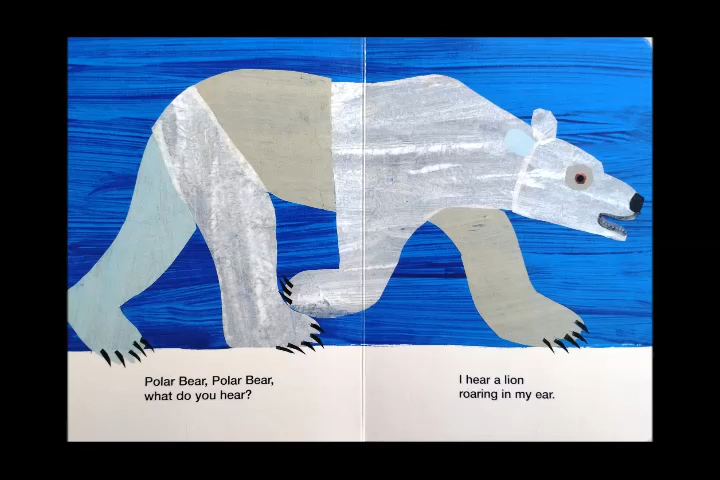 Polar Bear, Polar Bear,
what do you hear?
I hear a lion
roaring in my ear.